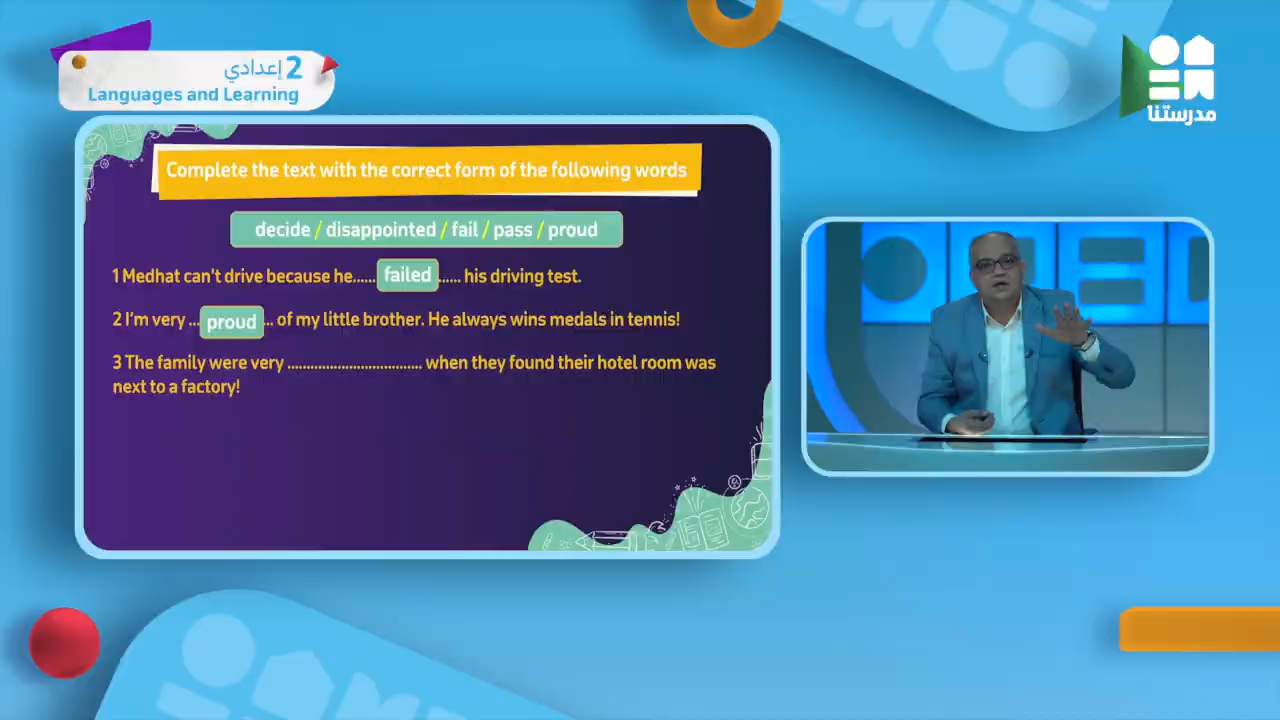 2 إعدادي
Languages and Learning
مدرستنا
Complete the text with the correct form of the following words
decide / disappointed / fail / pass / proud
1 Medhat can't drive because he...... failed ...... his driving test.
2 I'm very ... proud ... of my little brother. He always wins medals in tennis!
3 The family were very .................................. when they found their hotel room was
next to a factory!